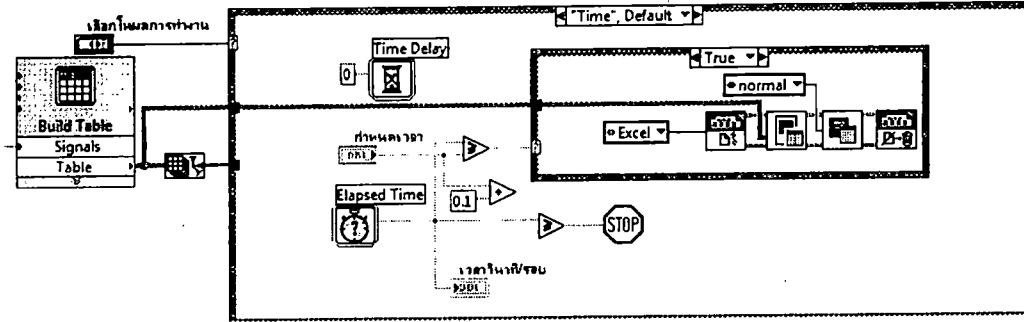 เลือกโหมดการทำงาน
"Time", Default
Time Delay
0
True
normal
Build Table
Signals
Table
Excel
กำหนดเวลา
DBL
0.1
Elapsed Time
STOP
เวลาวินาที/รอบ
DBL